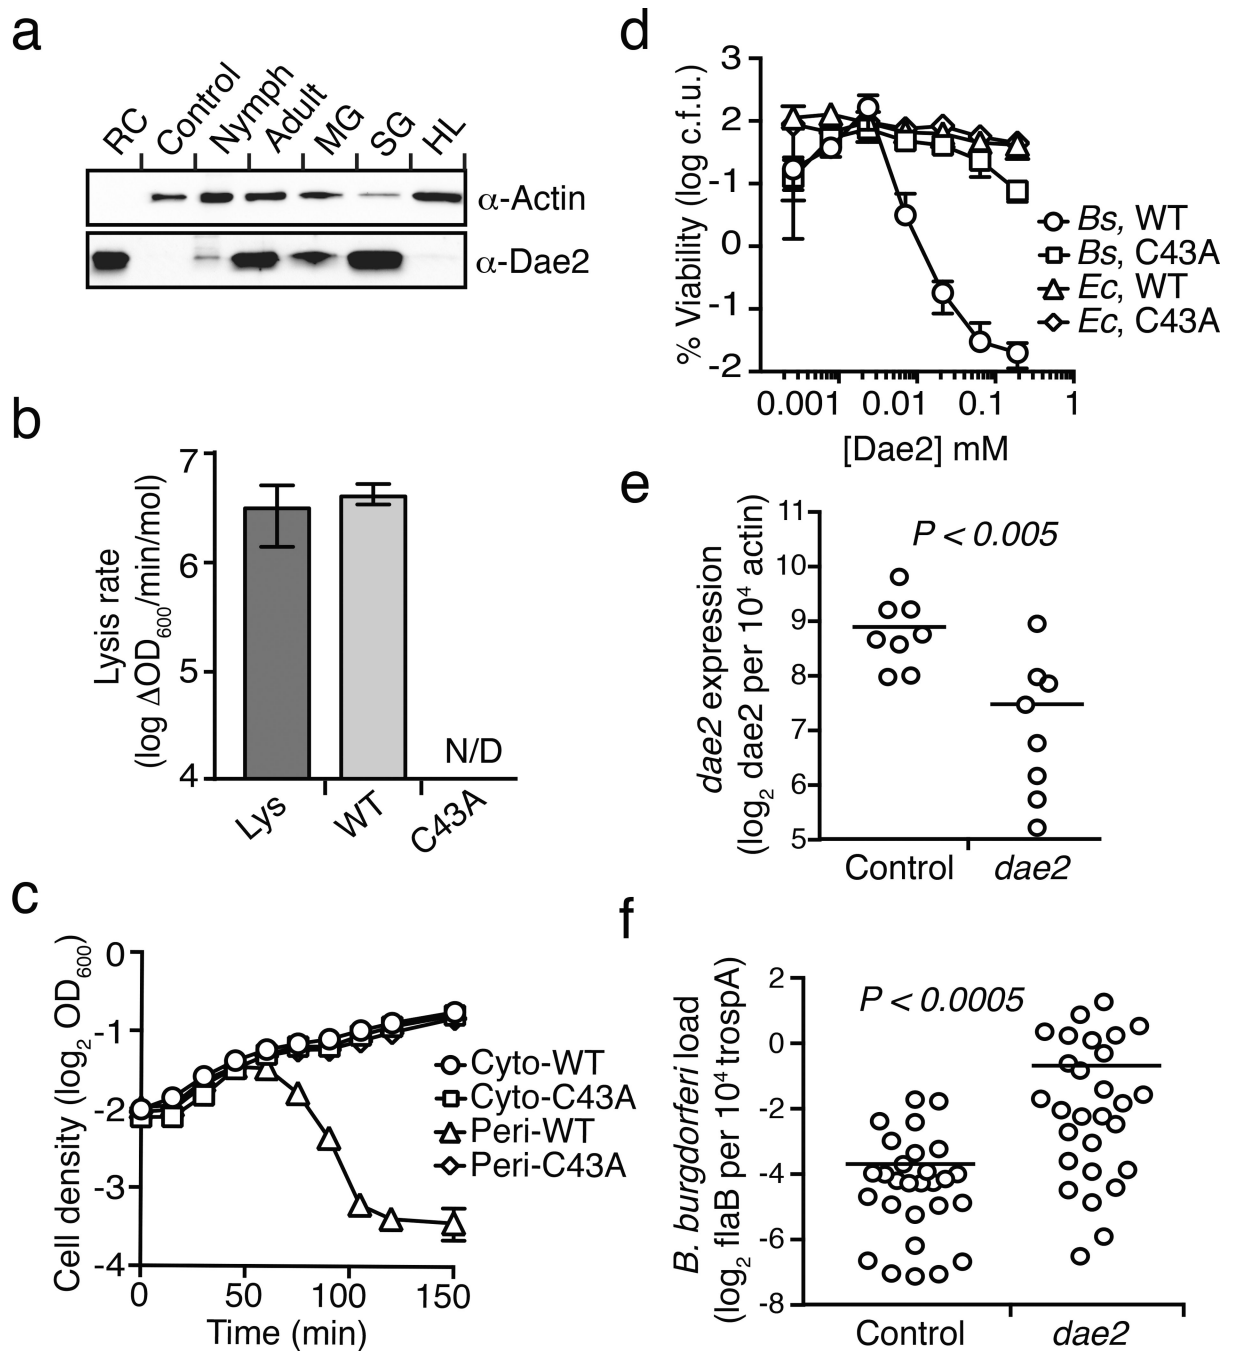 a
RC Control Nymph Adult MG SG HL
α-Actin
α-Dae2
b
Lysis rate
(log ΔOD600/min/mol)
7
6
5
4
N/D
Lys WT C43A
c
Cell density (log2 OD600)
0
-1
-2
-3
-4
0 50 100 150
Time (min)
Cyto-WT
Cyto-C43A
Peri-WT
Peri-C43A
d
% Viability (log c.f.u.)
3
2
-1
0
-1
-2
0.001 0.01 0.1 1
[Dae2] mM
Bs, WT
Bs, C43A
Ec, WT
Ec, C43A
e
dae2 expression
(log2 dae2 per 10⁴ actin)
11
10
9
8
7
6
5
P < 0.005
Control dae2
f
B. burgdorferi load
(log2 flaB per 10⁴ trospA)
2
0
-2
-4
-6
-8
P < 0.0005
Control dae2